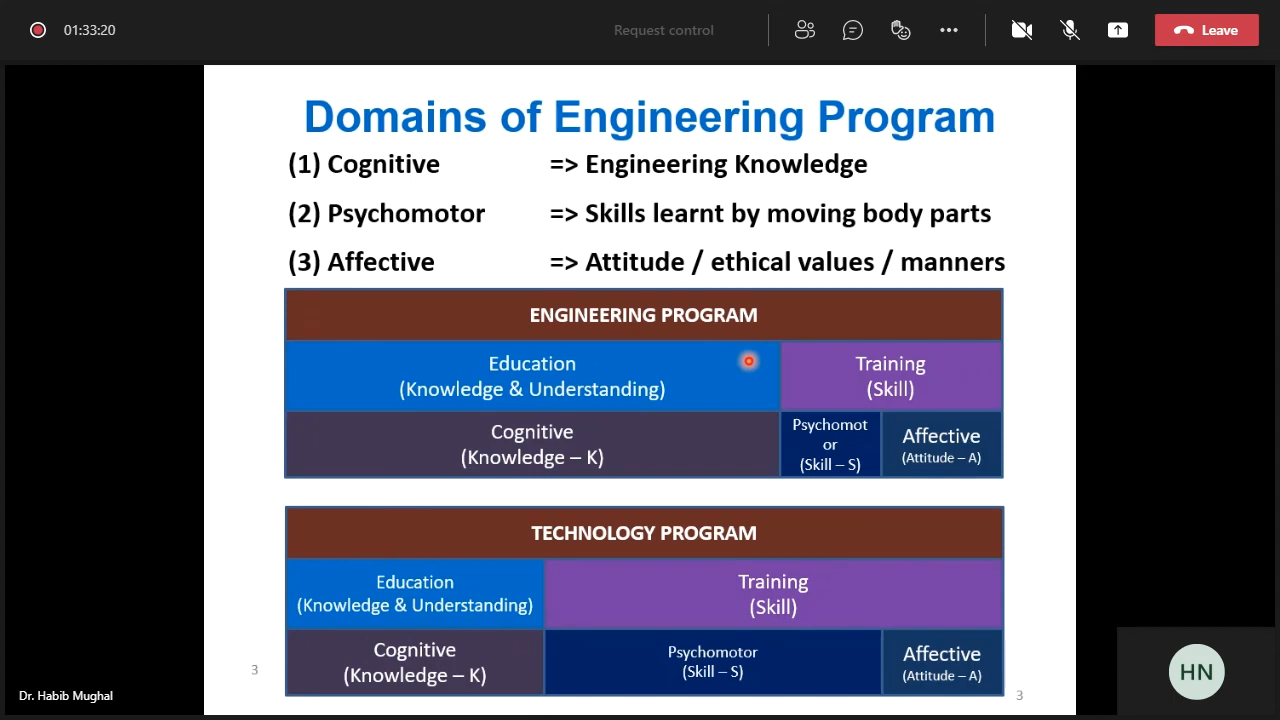 01:33:20
Request control
Leave
Domains of Engineering Program
(1) Cognitive => Engineering Knowledge
(2) Psychomotor => Skills learnt by moving body parts
(3) Affective => Attitude / ethical values / manners
ENGINEERING PROGRAM
Education
(Knowledge & Understanding)
Training
(Skill)
Cognitive
(Knowledge – K)
Psychomot
or
(Skill – S)
Affective
(Attitude – A)
TECHNOLOGY PROGRAM
Education
(Knowledge & Understanding)
Training
(Skill)
Cognitive
(Knowledge – K)
Psychomotor
(Skill – S)
Affective
(Attitude – A)
3
3
Dr. Habib Mughal
HN